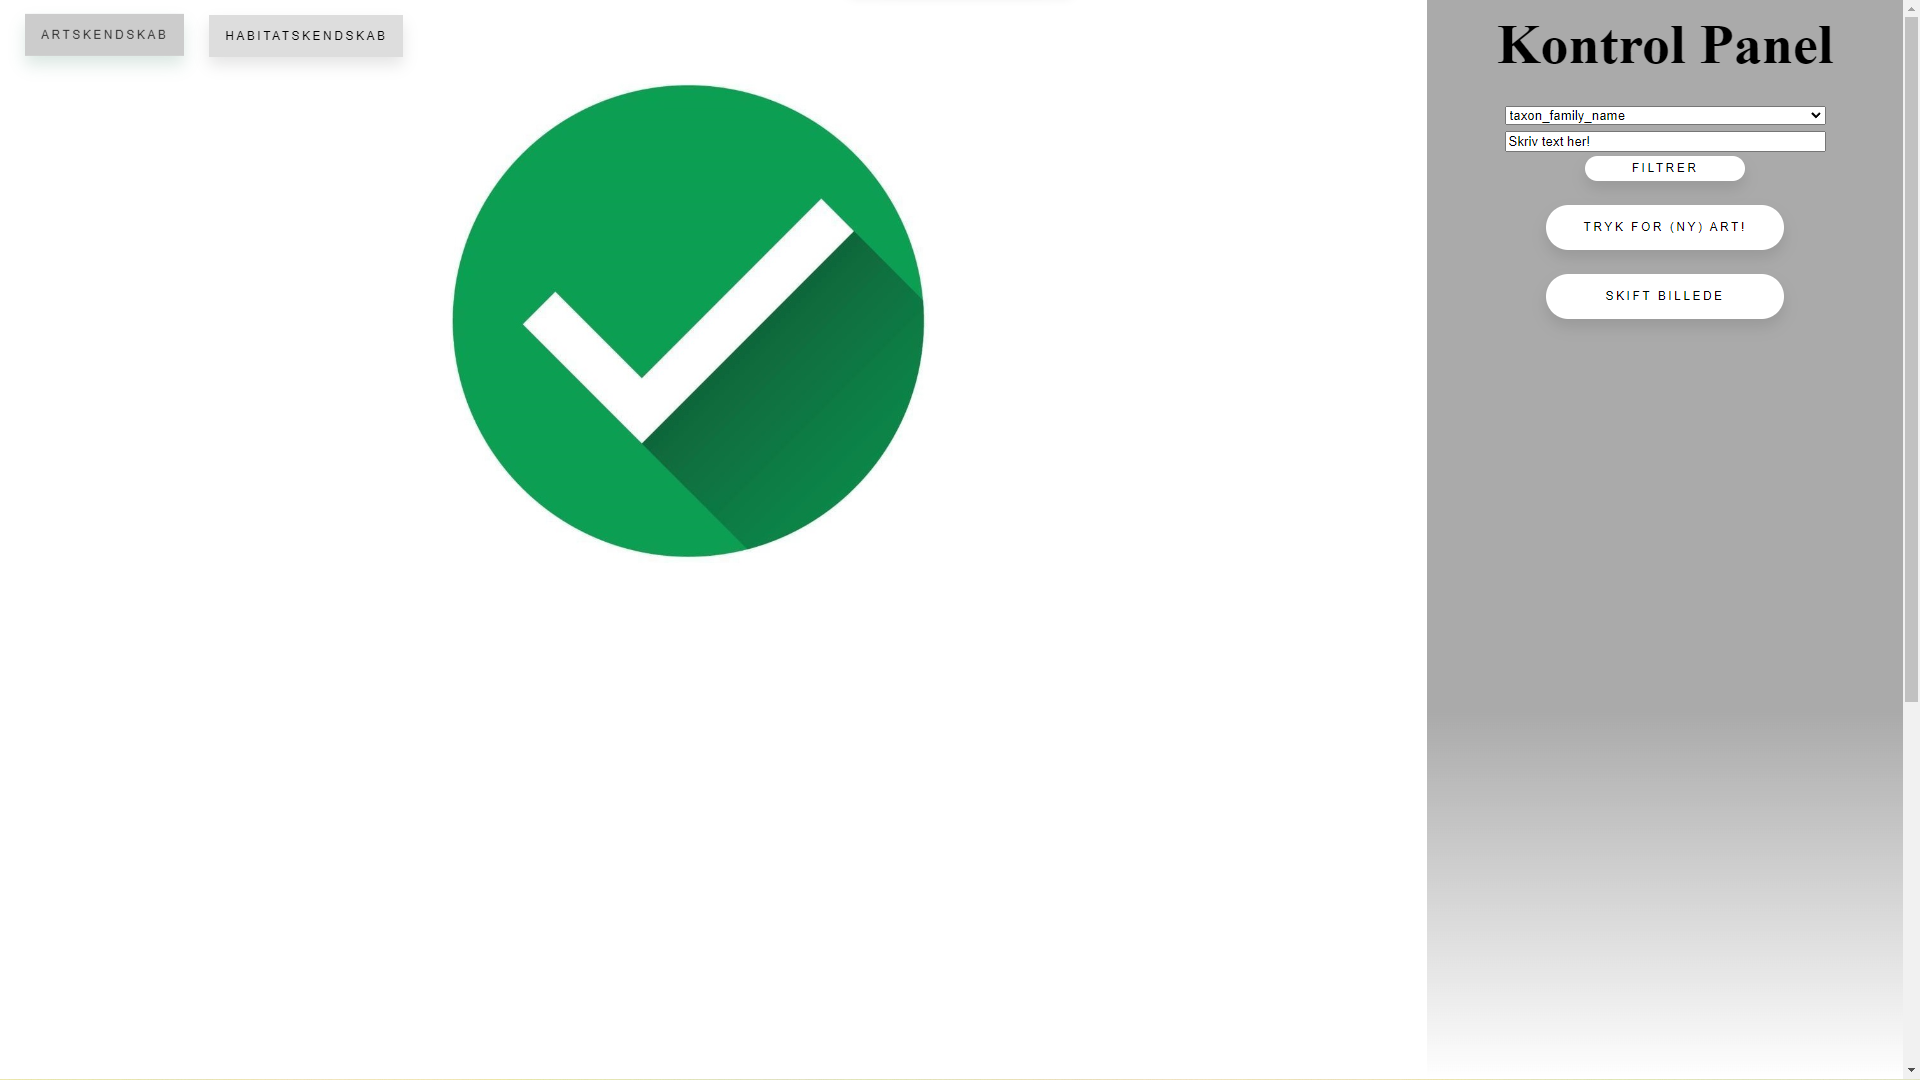 ARTSKENDSKAB
HABITATSKENDSKAB
Kontrol Panel
taxon_family_name
Skriv text her!
FILTRER
TRYK FOR (NY) ART!
SKIFT BILLEDE